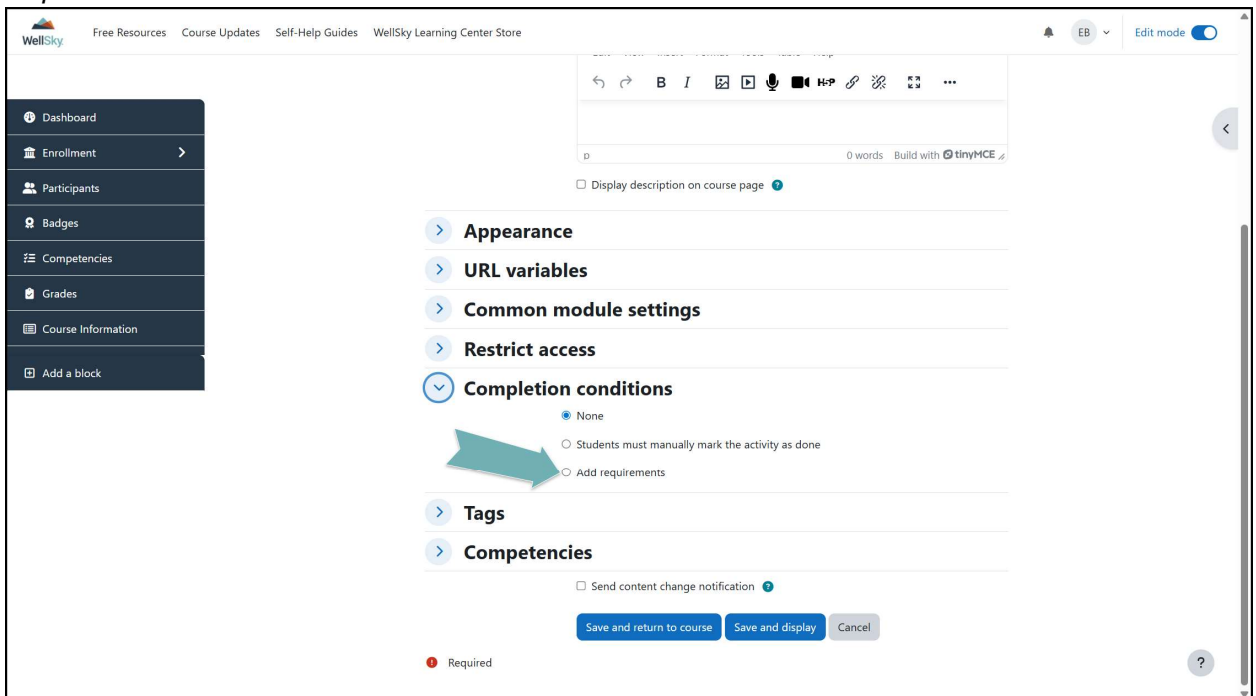 WellSky
Free Resources Course Updates Self-Help Guides WellSky Learning Center Store
EB
Edit mode
B I H-P
p
0 words Build with tinyMCE
Display description on course page ?
Dashboard
Enrollment
Participants
Badges
Competencies
Grades
Course Information
Add a block
Appearance
URL variables
Common module settings
Restrict access
Completion conditions
None
Students must manually mark the activity as done
Add requirements
Tags
Competencies
Send content change notification ?
Save and return to course Save and display Cancel
! Required
?